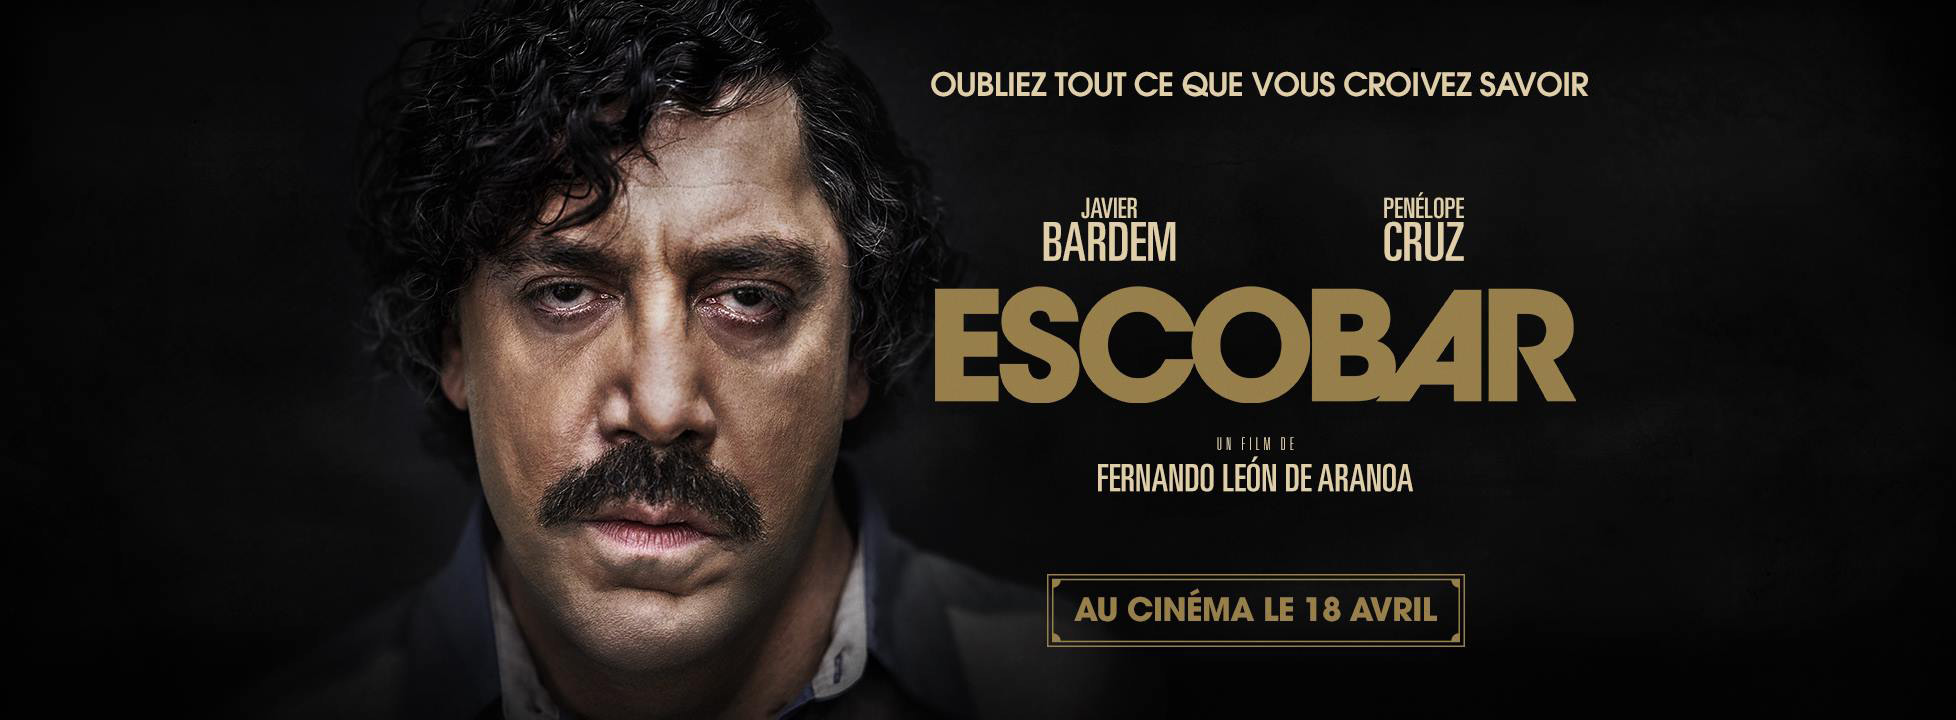 OUBLIEZ TOUT CE QUE VOUS CROIVEZ SAVOIR
JAVIER
BARDEM
PENÉLOPE
CRUZ
ESCOBAR
UN FILM DE
FERNANDO LEÓN DE ARANOA
AU CINÉMA LE 18 AVRIL